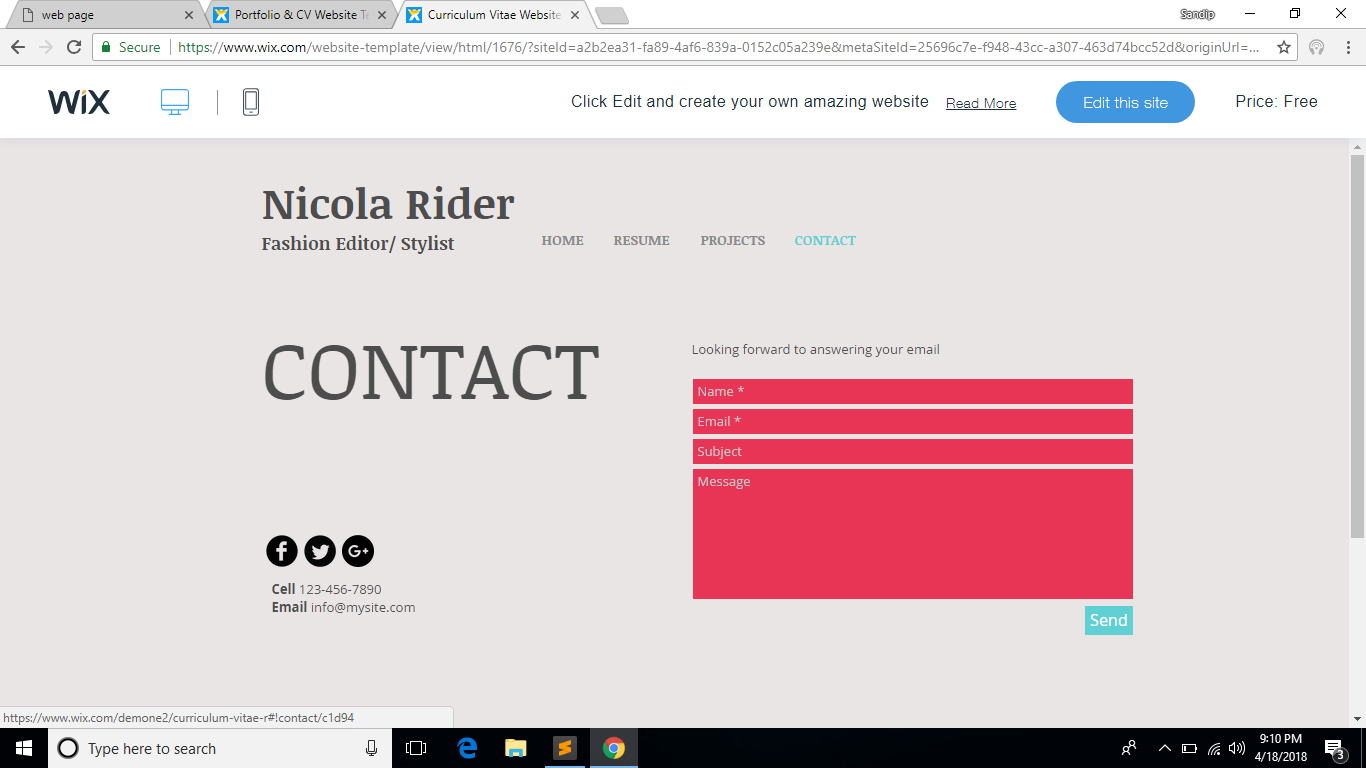 web page
Portfolio & CV Website Te
Curriculum Vitae Website
Sandip
Secure
https://www.wix.com/website-template/view/html/1676/?siteId=a2b2ea31-fa89-4af6-839a-0152c05a239e&metaSiteId=25696c7e-f948-43cc-a307-463d74bcc52d&originUrl=...
WiX
Click Edit and create your own amazing website
Read More
Edit this site
Price: Free
Nicola Rider
Fashion Editor/ Stylist
HOME
RESUME
PROJECTS
CONTACT
CONTACT
Looking forward to answering your email
Name *
Email *
Subject
Message
Send
Cell 123-456-7890
Email info@mysite.com
https://www.wix.com/demone2/curriculum-vitae-r#!contact/c1d94
Type here to search
9:10 PM
4/18/2018
3